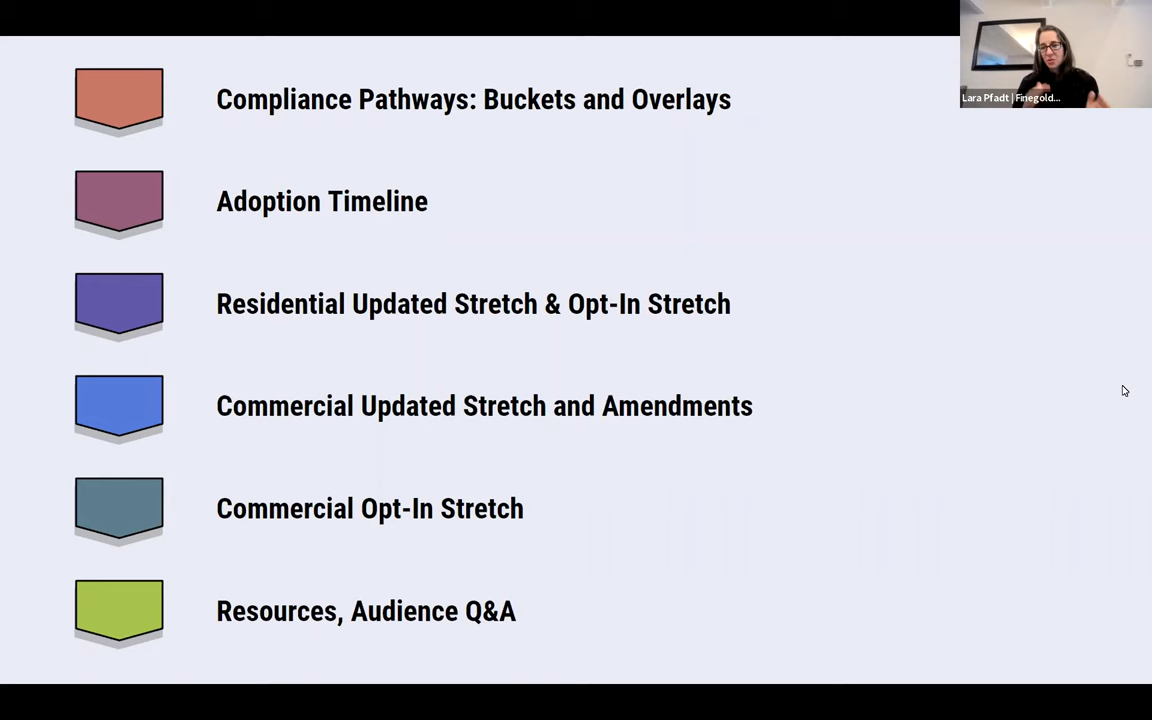 Lara Pfadt | Finegold...
Compliance Pathways: Buckets and Overlays
Adoption Timeline
Residential Updated Stretch & Opt-In Stretch
Commercial Updated Stretch and Amendments
Commercial Opt-In Stretch
Resources, Audience Q&A